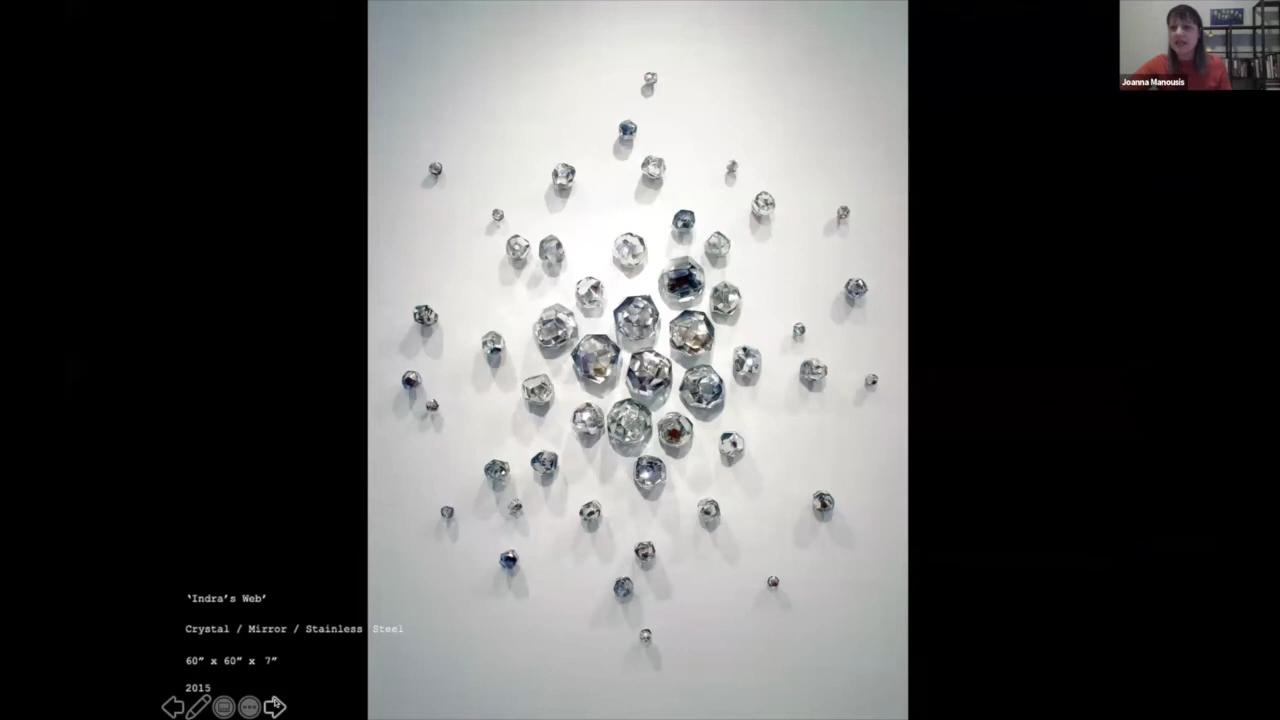 Joanna Manousis
‘Indra’s Web’
Crystal / Mirror / Stainless Steel
60” x 60” x 7”
2015